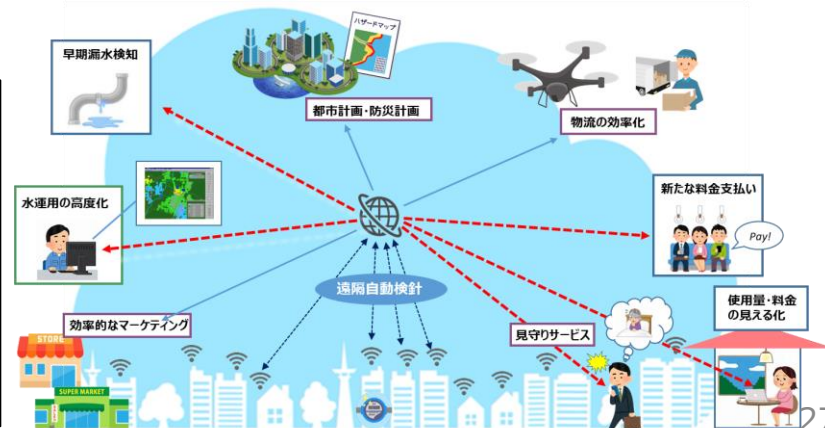 早期漏水検知
ハザードマップ
都市計画・防災計画
物流の効率化
水運用の高度化
新たな料金支払い
Pay!
遠隔自動検針
使用量・料金
の見える化
効率的なマーケティング
見守りサービス
STORE
SUPER MARKET
27